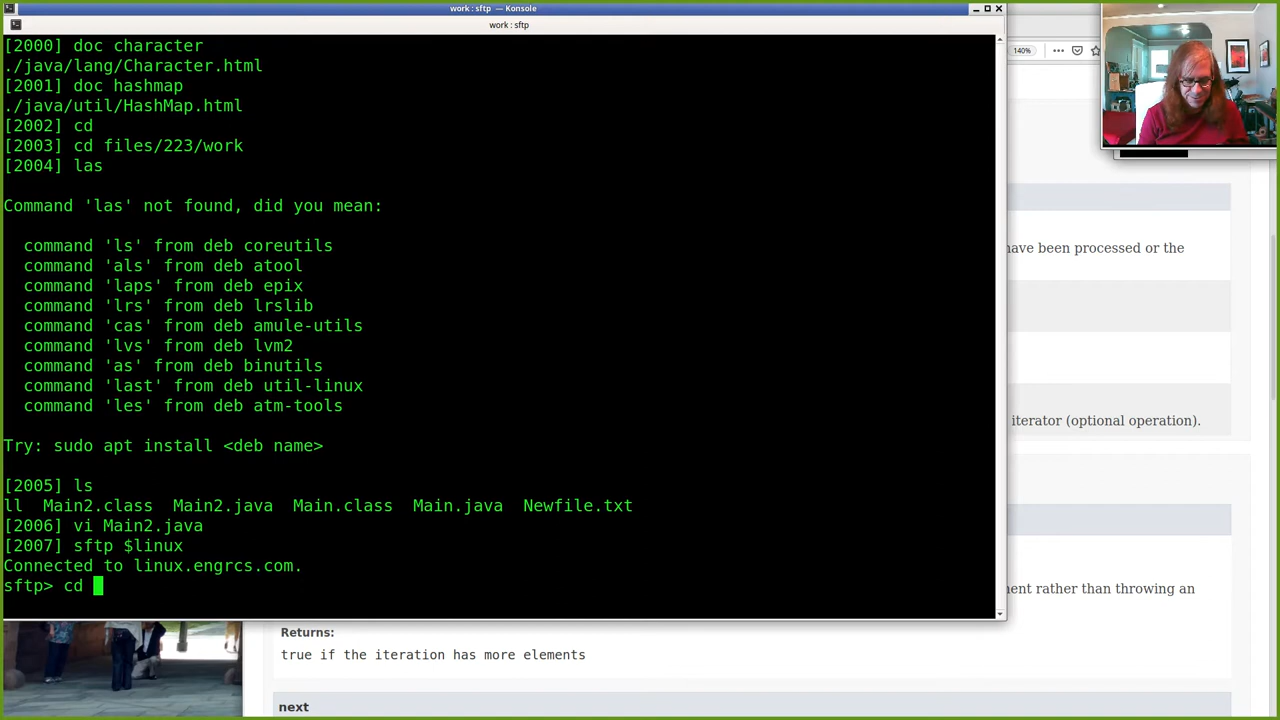 work : sftp — Konsole
work : sftp
[2000] doc character
./java/lang/Character.html
[2001] doc hashmap
./java/util/HashMap.html
[2002] cd
[2003] cd files/223/work
[2004] las
Command 'las' not found, did you mean:
command 'ls' from deb coreutils
command 'als' from deb atool
command 'laps' from deb epix
command 'lrs' from deb lrslib
command 'cas' from deb amule-utils
command 'lvs' from deb lvm2
command 'as' from deb binutils
command 'last' from deb util-linux
command 'les' from deb atm-tools
Try: sudo apt install <deb name>
[2005] ls
ll Main2.class Main2.java Main.class Main.java Newfile.txt
[2006] vi Main2.java
[2007] sftp $linux
Connected to linux.engrcs.com.
sftp> cd
140%
have been processed or the
iterator (optional operation).
ment rather than throwing an
Returns:
true if the iteration has more elements
next